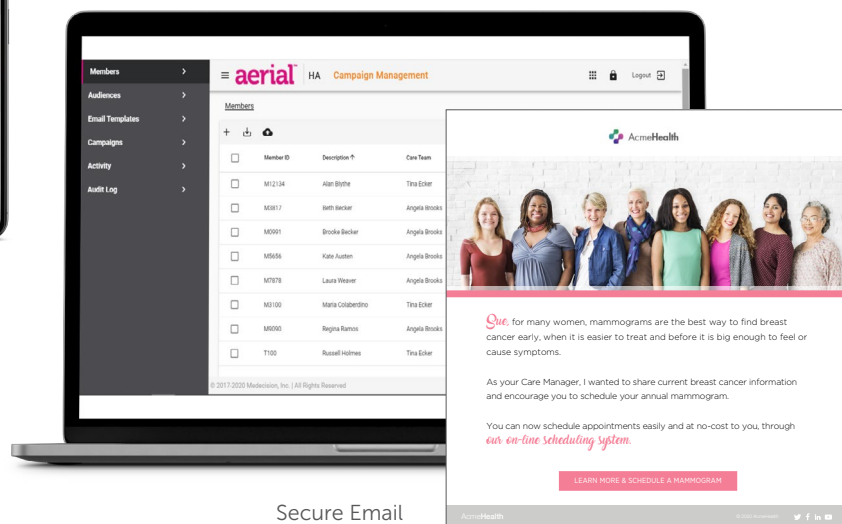 Members
Audiences
Email Templates
Campaigns
Activity
Audit Log
aerial™ HA Campaign Management Logout
Members
Member ID Description Care Team
M12134 Alan Blythe Tina Ecker
M3817 Beth Becker Angela Brooks
M0991 Brooke Becker Angela Brooks
M5656 Kate Austen Angela Brooks
M7878 Laura Weaver Angela Brooks
M3100 Maria Colaberdino Tina Ecker
M9090 Regina Ramos Angela Brooks
T100 Russell Holmes Tina Ecker
© 2017-2020 Medecision, Inc. | All Rights Reserved
AcmeHealth
Sue, for many women, mammograms are the best way to find breast
cancer early, when it is easier to treat and before it is big enough to feel or
cause symptoms.
As your Care Manager, I wanted to share current breast cancer information
and encourage you to schedule your annual mammogram.
You can now schedule appointments easily and at no-cost to you, through
our on-line scheduling system.
LEARN MORE & SCHEDULE A MAMMOGRAM
AcmeHealth © 2020 AcmeHealth
Secure Email